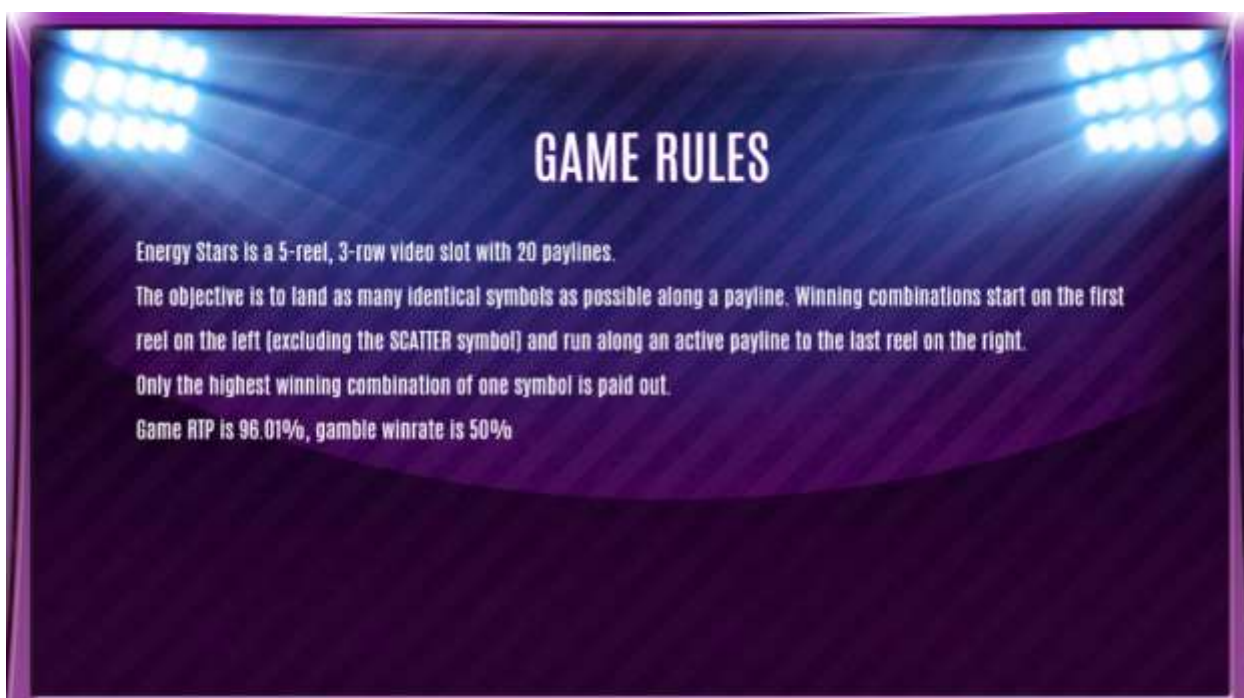 GAME RULES
Energy Stars is a 5-reel, 3-row video slot with 20 paylines.
The objective is to land as many identical symbols as possible along a payline. Winning combinations start on the first
reel on the left (excluding the SCATTER symbol) and run along an active payline to the last reel on the right.
Only the highest winning combination of one symbol is paid out.
Game RTP is 96.01%, gamble winrate is 50%